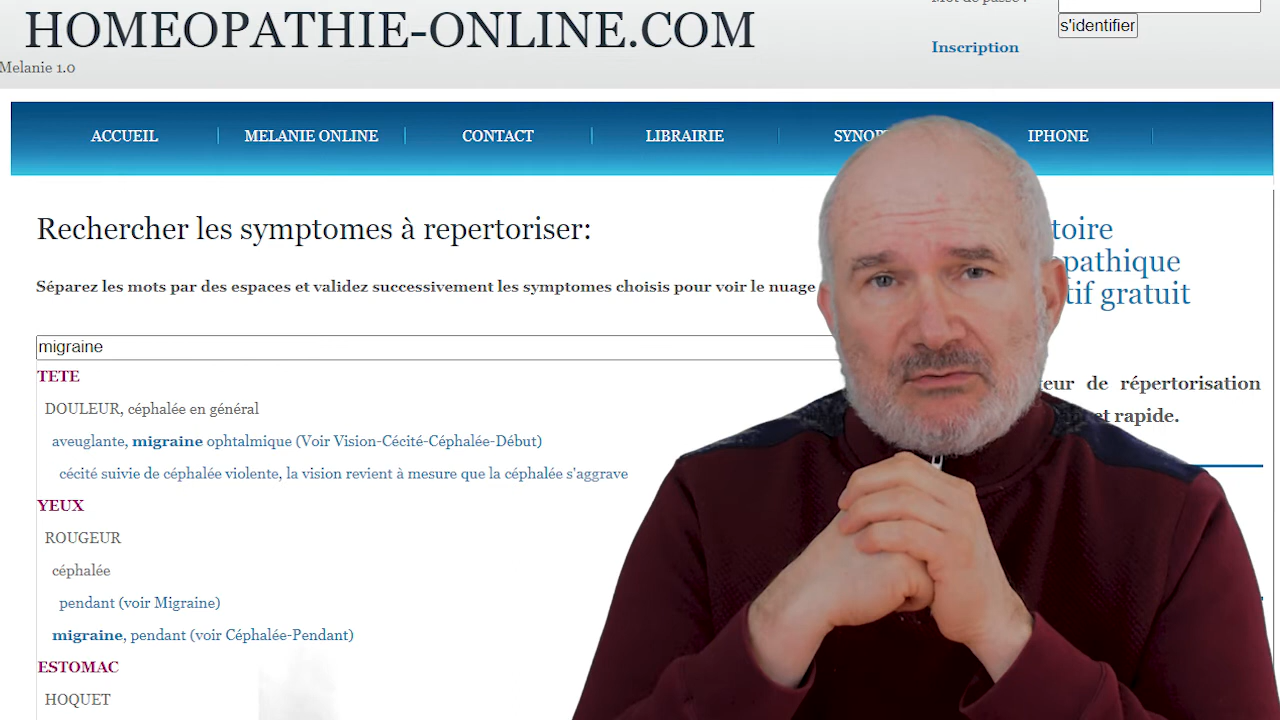 HOMEOPATHIE-ONLINE.COM
Melanie 1.0
Mot de passe :
s'identifier
Inscription
ACCUEIL
MELANIE ONLINE
CONTACT
LIBRAIRIE
IPHONE
Rechercher les symptomes à repertoriser:
Séparez les mots par des espaces et validez successivement les symptomes choisis pour voir le nuage
migraine
TETE
DOULEUR, céphalée en général
aveuglante, migraine ophtalmique (Voir Vision-Cécité-Céphalée-Début)
cécité suivie de céphalée violente, la vision revient à mesure que la céphalée s'aggrave
YEUX
ROUGEUR
céphalée
pendant (voir Migraine)
migraine, pendant (voir Céphalée-Pendant)
ESTOMAC
HOQUET
gratuit
de répertorisation
et rapide.